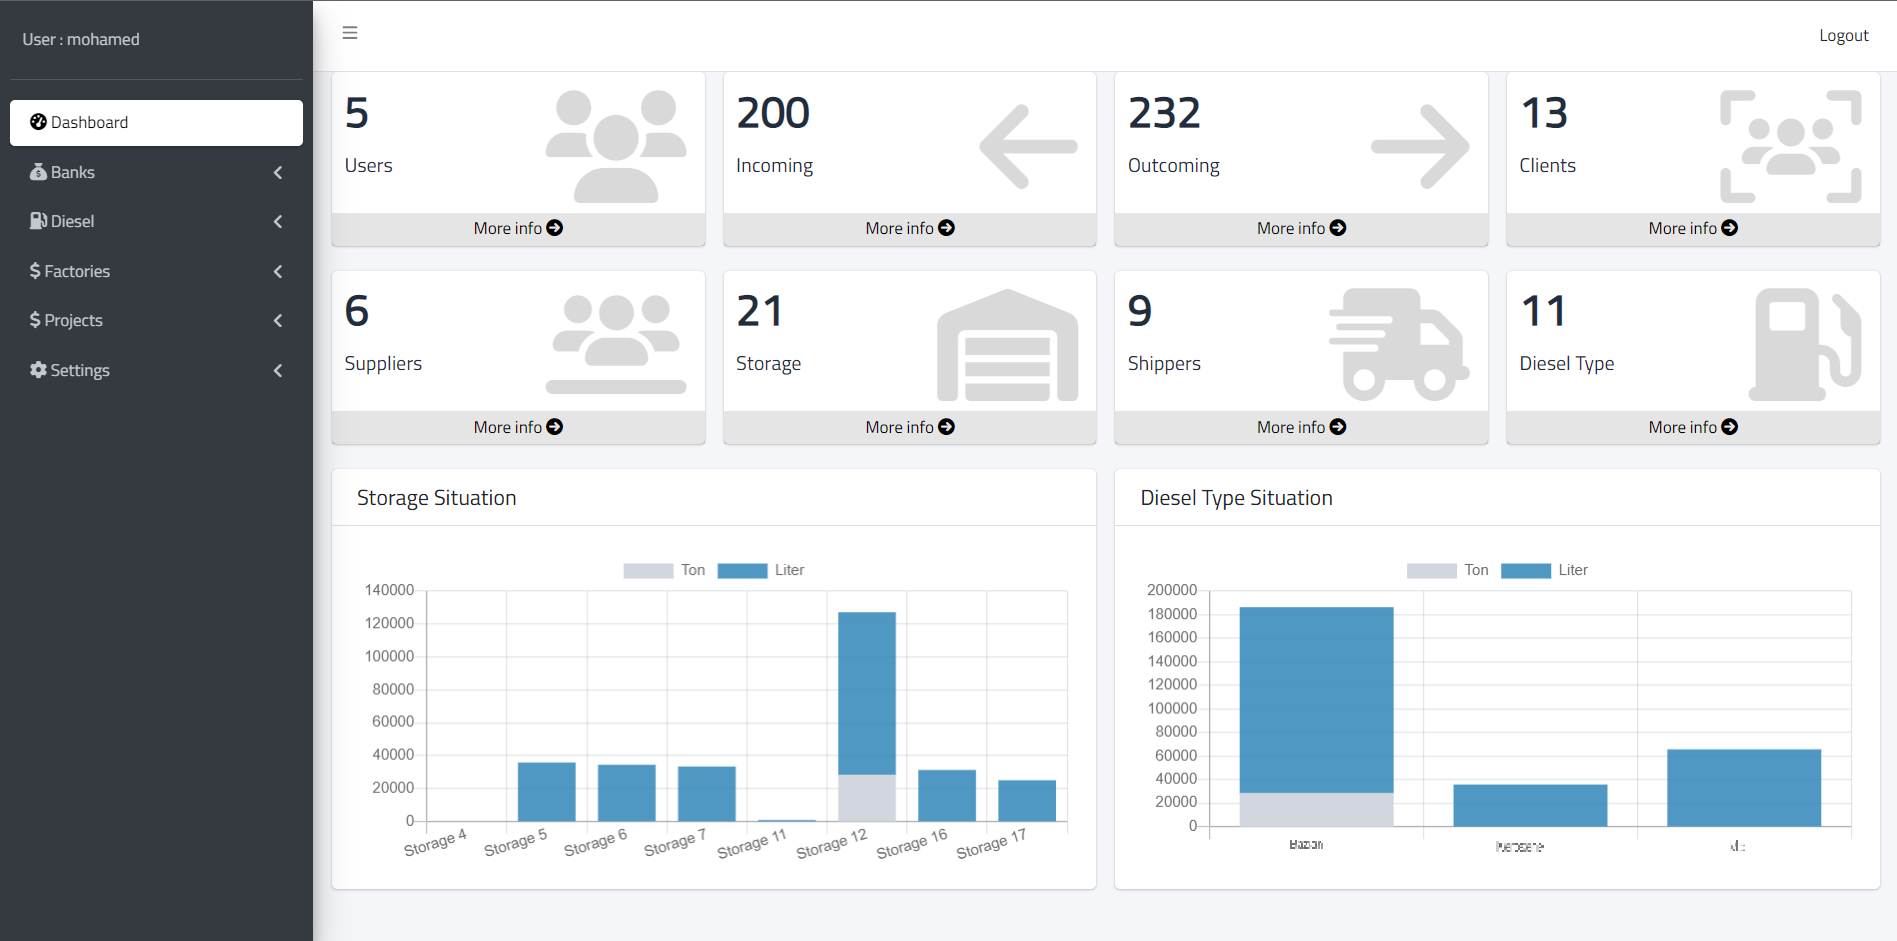 User : mohamed
Logout
Dashboard
Banks
Diesel
Factories
Projects
Settings
5
Users
More info
200
Incoming
More info
232
Outcoming
More info
13
Clients
More info
6
Suppliers
More info
21
Storage
More info
9
Shippers
More info
11
Diesel Type
More info
Storage Situation
Ton Liter
140000
120000
100000
80000
60000
40000
20000
0
Storage 4 Storage 5 Storage 6 Storage 7 Storage 11 Storage 12 Storage 16 Storage 17
Diesel Type Situation
Ton Liter
200000
180000
160000
140000
120000
100000
80000
60000
40000
20000
0